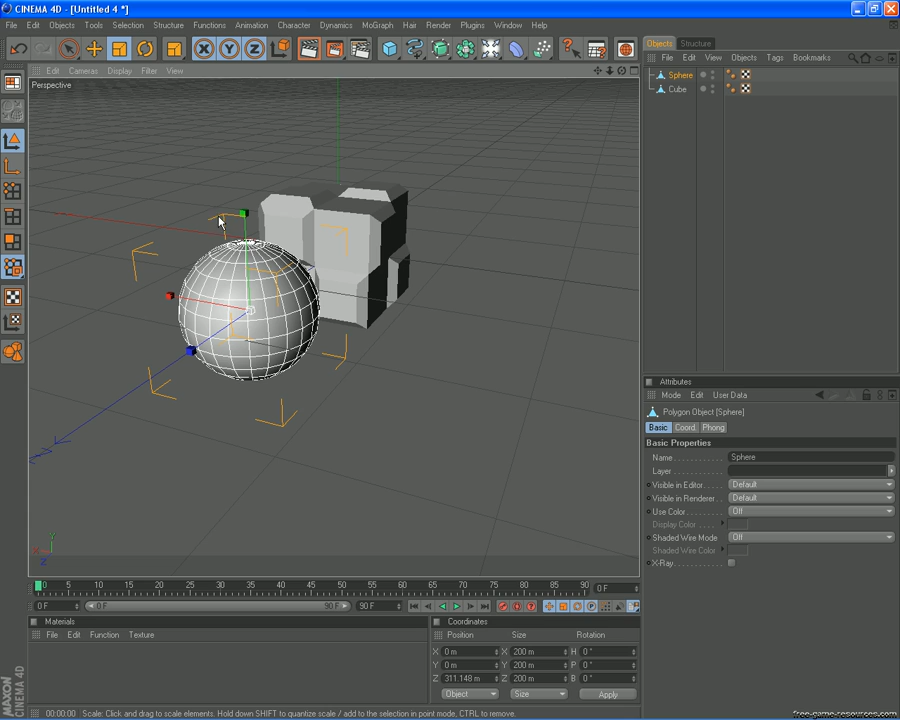 CINEMA 4D - [Untitled 4 *]
File Edit Objects Tools Selection Structure Functions Animation Character Dynamics MoGraph Hair Render Plugins Window Help
X Y Z
Edit Cameras Display Filter View
Perspective
Objects Structure
File Edit View Objects Tags Bookmarks
Sphere
Cube
Attributes
Mode Edit User Data
Polygon Object [Sphere]
Basic Coord. Phong
Basic Properties
Name Sphere
Layer
Visible in Editor Default
Visible in Renderer Default
Use Color Off
Display Color
Shaded Wire Mode Off
Shaded Wire Color
X-Ray
Y
X
Z
0 5 10 15 20 25 30 35 40 45 50 55 60 65 70 75 80 85 90 0 F
0 F 0 F 90 F 90 F
Materials
File Edit Function Texture
Coordinates
Position Size Rotation
X 0 m X 200 m H 0 °
Y 0 m Y 200 m P 0 °
Z 311.148 m Z 200 m B 0 °
Object Size Apply
MAXON
CINEMA 4D
00:00:00 Scale: Click and drag to scale elements. Hold down SHIFT to quantize scale / add to the selection in point mode, CTRL to remove.
free-game-resources.com